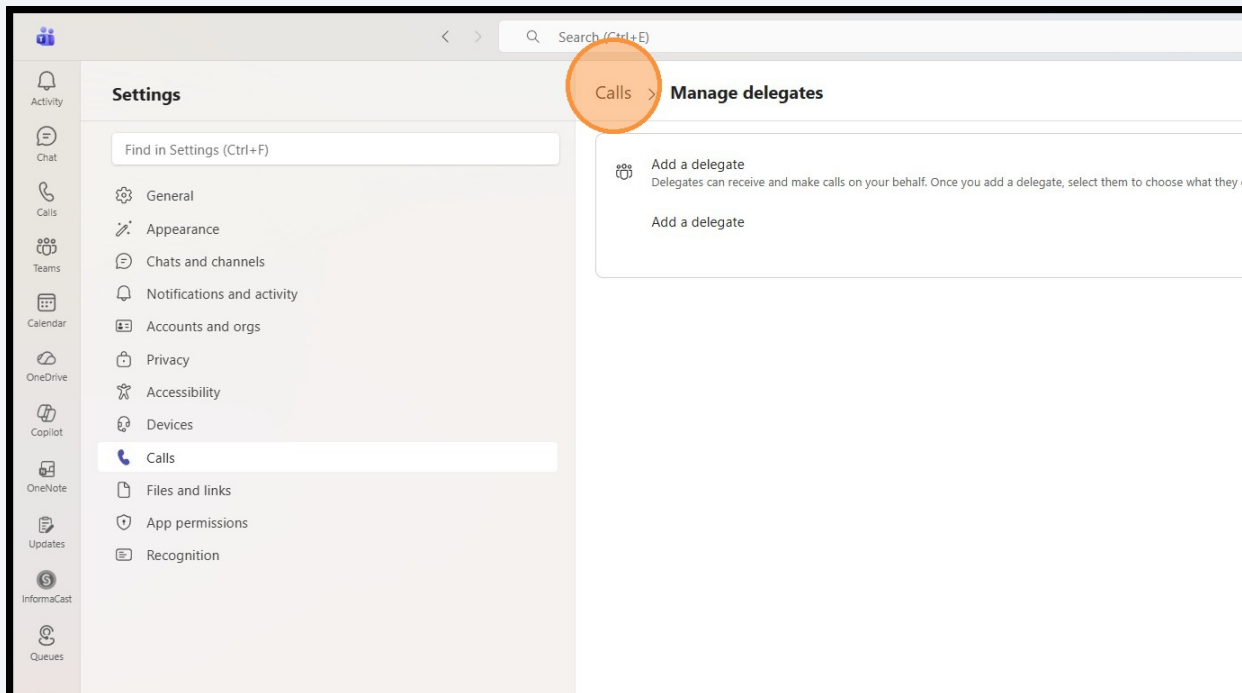 Search (Ctrl+E)
Activity
Chat
Calls
Teams
Calendar
OneDrive
Copilot
OneNote
Updates
InformaCast
Queues
Settings
Find in Settings (Ctrl+F)
General
Appearance
Chats and channels
Notifications and activity
Accounts and orgs
Privacy
Accessibility
Devices
Calls
Files and links
App permissions
Recognition
Calls > Manage delegates
Add a delegate
Delegates can receive and make calls on your behalf. Once you add a delegate, select them to choose what they
Add a delegate